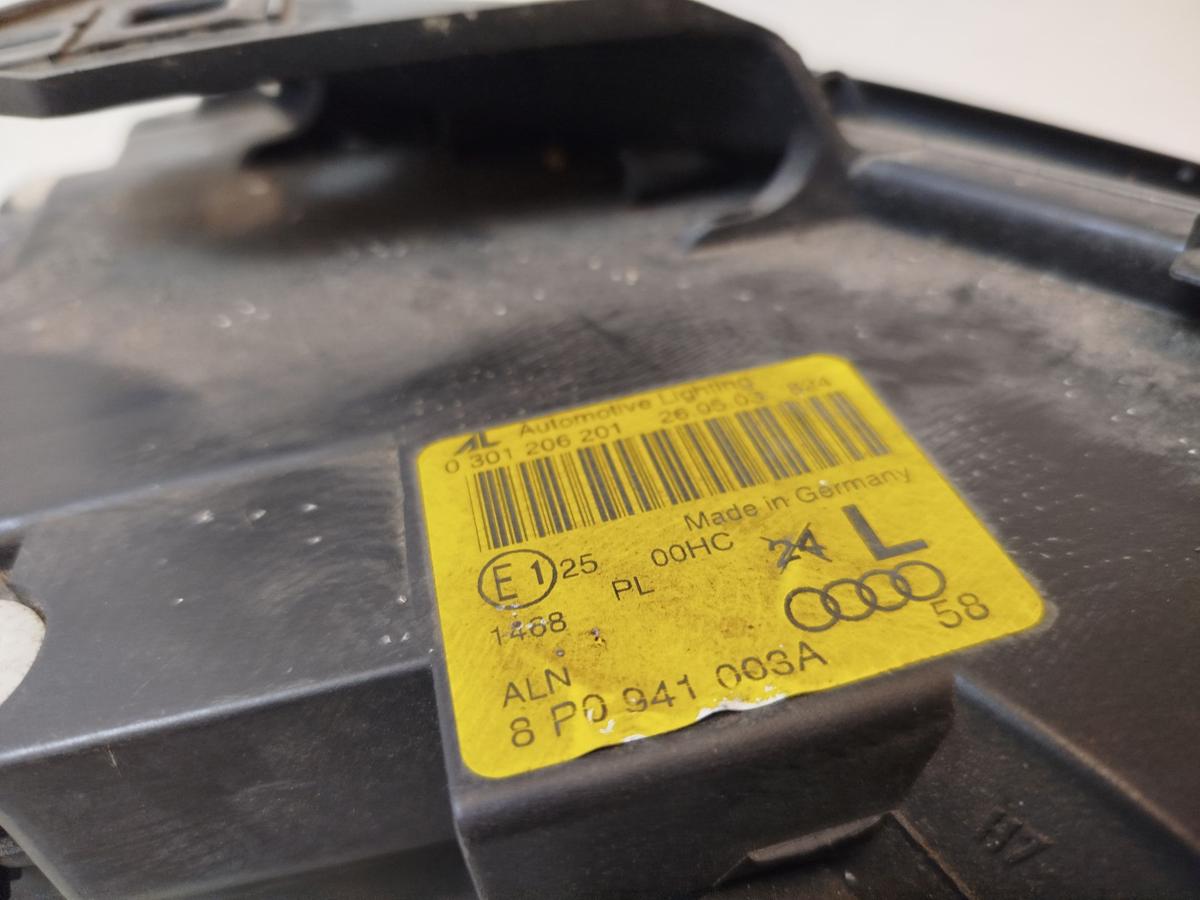 AL Automotive Lighting
0 301 206 201 26 05 03 824
Made in Germany
E1 25 00HC 24 L
1468 PL
58
ALN
8P0 941 003A
H7